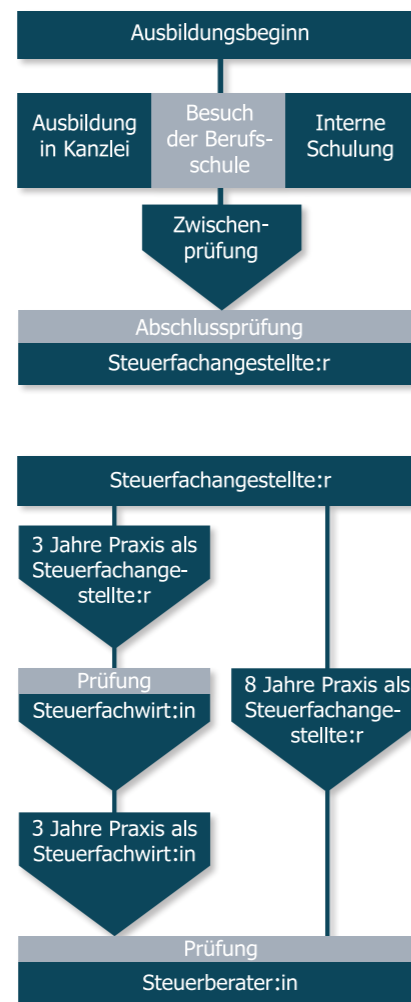 Ausbildungsbeginn
Ausbildung
in Kanzlei
Besuch
der Berufs-
schule
Interne
Schulung
Zwischen-
prüfung
Abschlussprüfung
Steuerfachangestellte:r
Steuerfachangestellte:r
3 Jahre Praxis als
Steuerfachange-
stellte:r
Prüfung
Steuerfachwirt:in
8 Jahre Praxis als
Steuerfachange-
stellte:r
3 Jahre Praxis als
Steuerfachwirt:in
Prüfung
Steuerberater:in